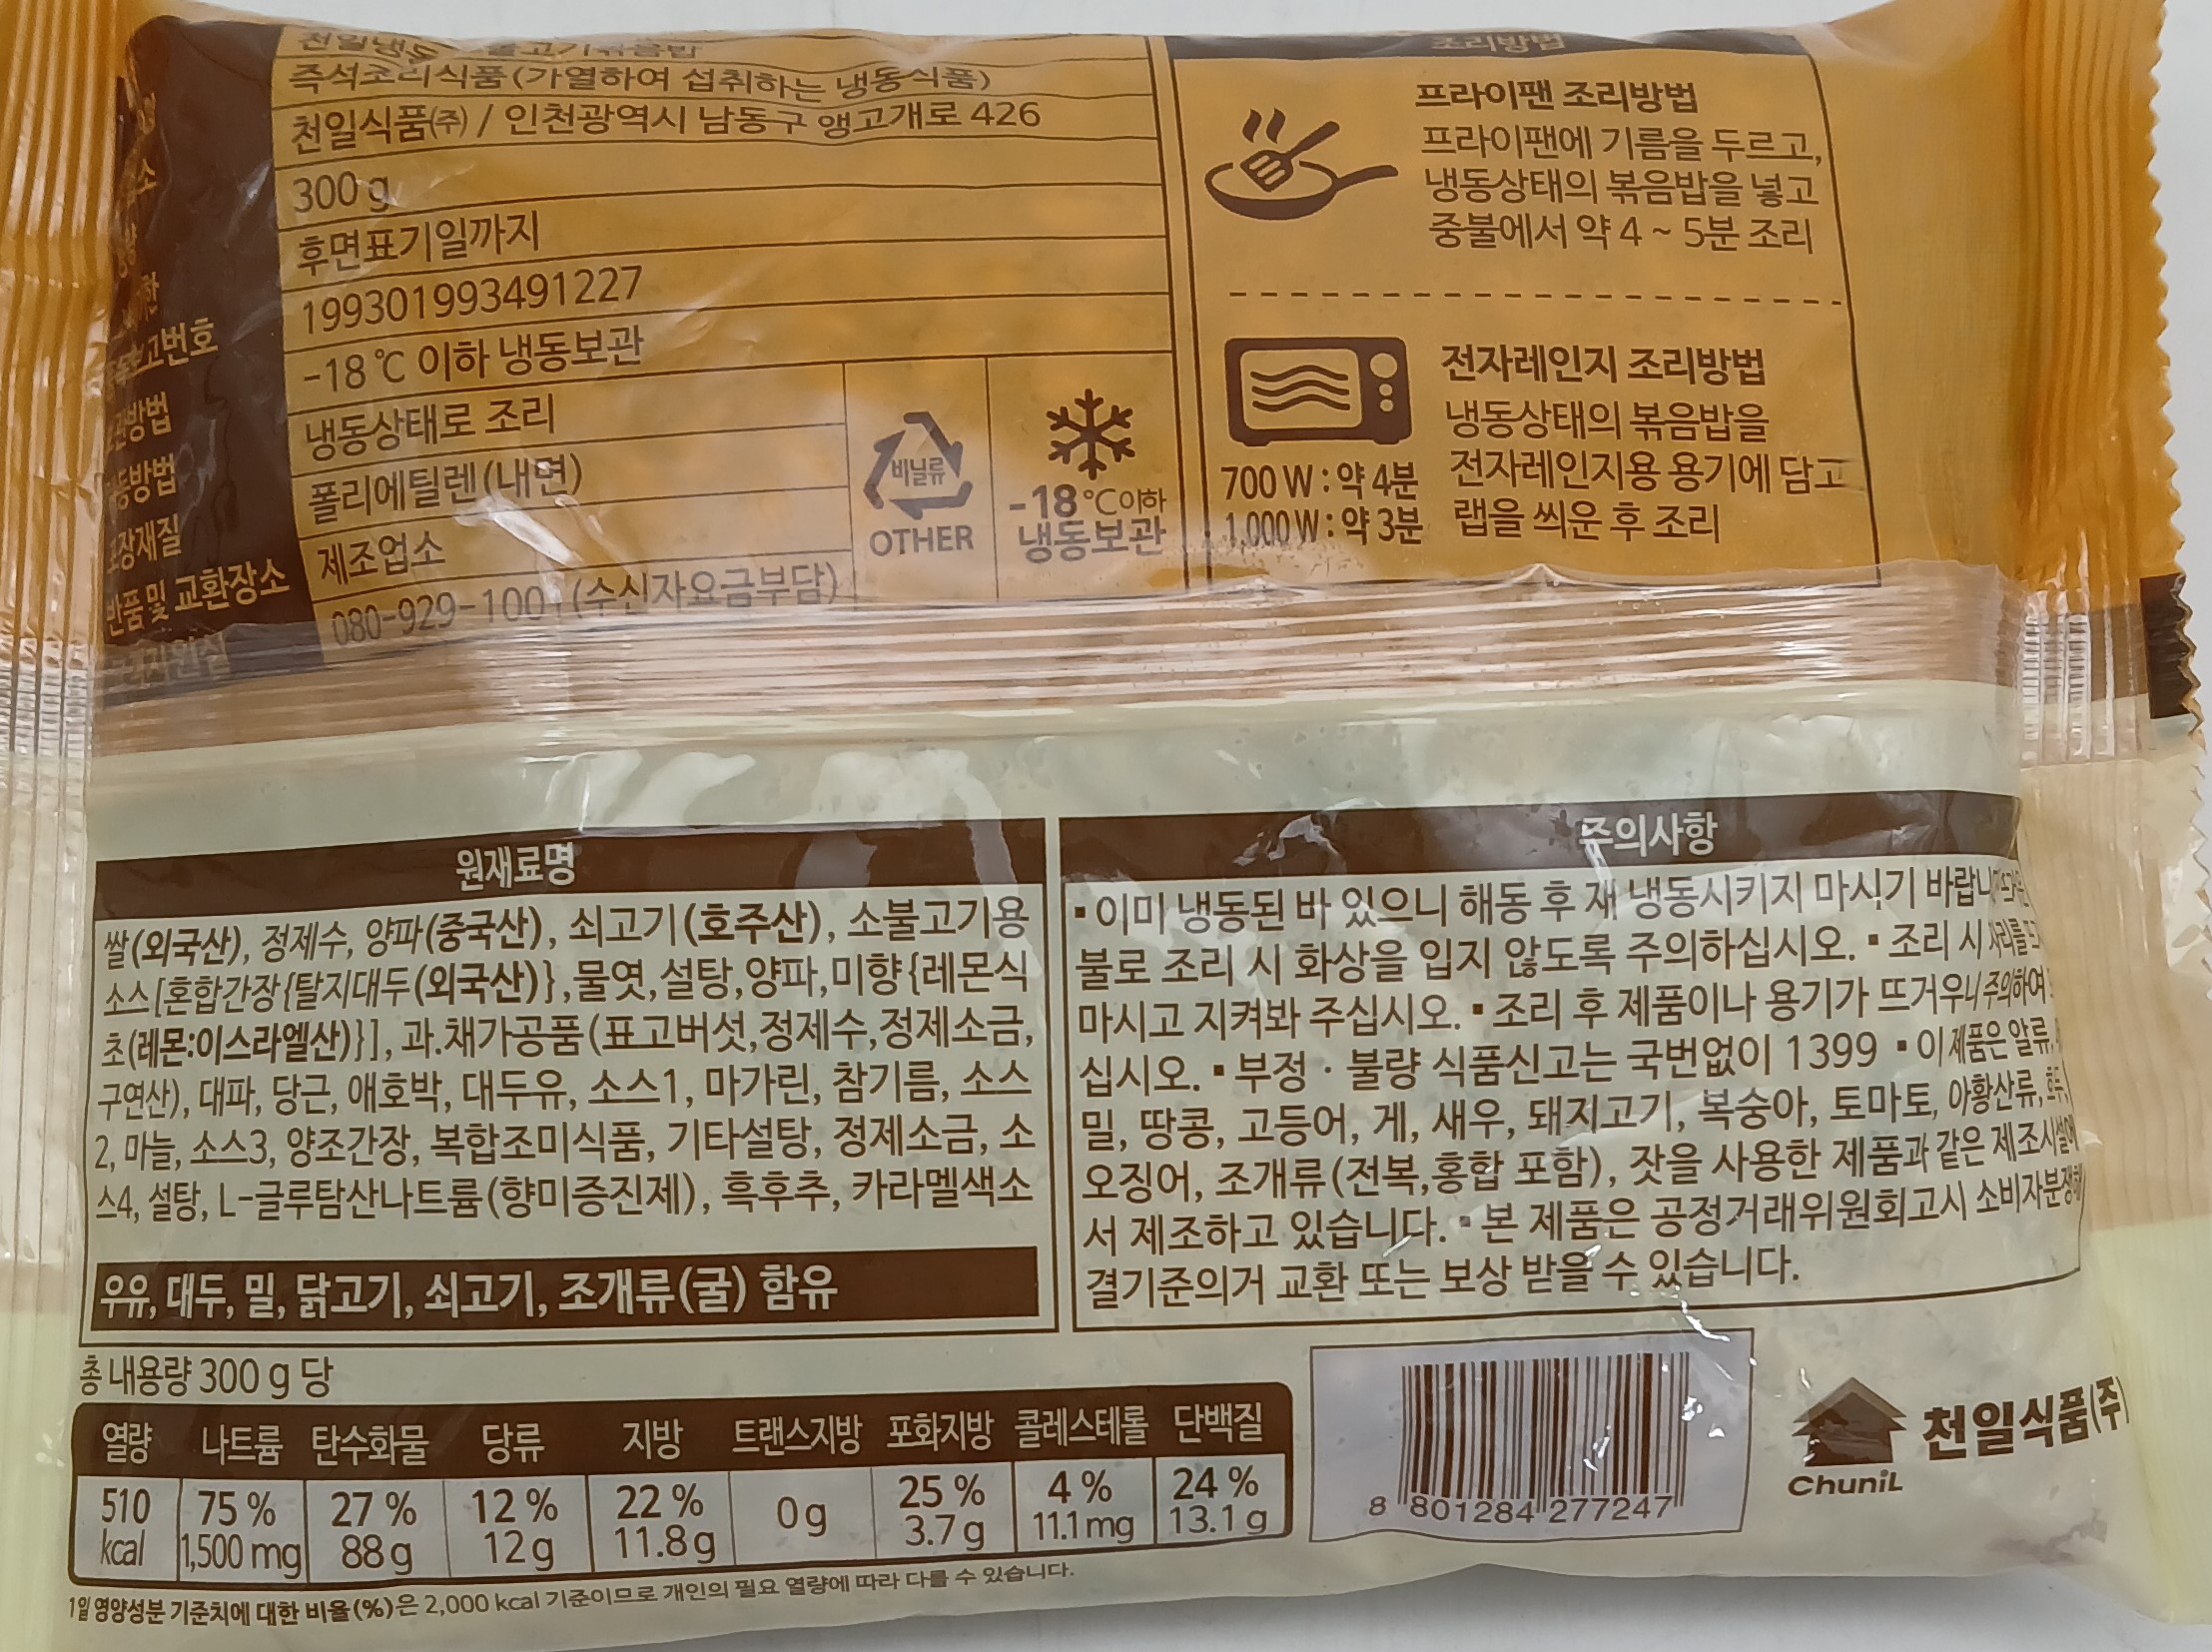 즉석조리식품(가열하여 섭취하는 냉동식품)
천일식품(주) / 인천광역시 남동구 앵고개로 426
300 g
후면표기일까지
199301993491227
-18 ℃ 이하 냉동보관
냉동상태로 조리
폴리에틸렌(내면)
제조업소
080-929-1001(수신자요금부담)
고번호
방법
방법
장재질
반품 및 교환장소
비닐류
OTHER
-18 ℃이하
냉동보관
조리방법
프라이팬 조리방법
프라이팬에 기름을 두르고,
냉동상태의 볶음밥을 넣고
중불에서 약 4 ~ 5분 조리
전자레인지 조리방법
냉동상태의 볶음밥을
전자레인지용 용기에 담고
랩을 씌운 후 조리
700 W : 약 4분
1,000 W : 약 3분
원재료명
쌀(외국산), 정제수, 양파(중국산), 쇠고기(호주산), 소불고기용
소스[혼합간장{탈지대두(외국산)},물엿,설탕,양파,미향{레몬식
초(레몬:이스라엘산)}], 과.채가공품(표고버섯,정제수,정제소금,
구연산), 대파, 당근, 애호박, 대두유, 소스1, 마가린, 참기름, 소스
2, 마늘, 소스3, 양조간장, 복합조미식품, 기타설탕, 정제소금, 소
스4, 설탕, L-글루탐산나트륨(향미증진제), 흑후추, 카라멜색소
우유, 대두, 밀, 닭고기, 쇠고기, 조개류(굴) 함유
주의사항
▪이미 냉동된 바 있으니 해동 후 재 냉동시키지 마시기 바랍니
불로 조리 시 화상을 입지 않도록 주의하십시오. ▪ 조리 시 자리를
마시고 지켜봐 주십시오. ▪ 조리 후 제품이나 용기가 뜨거우니 주의하여
십시오. ▪ 부정 · 불량 식품신고는 국번없이 1399 ▪ 이 제품은 알류,
밀, 땅콩, 고등어, 게, 새우, 돼지고기, 복숭아, 토마토, 아황산류, 호두,
오징어, 조개류(전복,홍합 포함), 잣을 사용한 제품과 같은 제조시설에
서 제조하고 있습니다. ▪ 본 제품은 공정거래위원회고시 소비자분쟁해
결기준의거 교환 또는 보상 받을 수 있습니다.
총 내용량 300 g 당
열량 나트륨 탄수화물 당류 지방 트랜스지방 포화지방 콜레스테롤 단백질
510 75 % 27 % 12 % 22 % 0 g 25 % 4 % 24 %
kcal 1,500 mg 88 g 12 g 11.8 g 3.7 g 11.1 mg 13.1 g
1일 영양성분 기준치에 대한 비율(%)은 2,000 kcal 기준이므로 개인의 필요 열량에 따라 다를 수 있습니다.
8 801284 277247
ChuniL
천일식품(주)